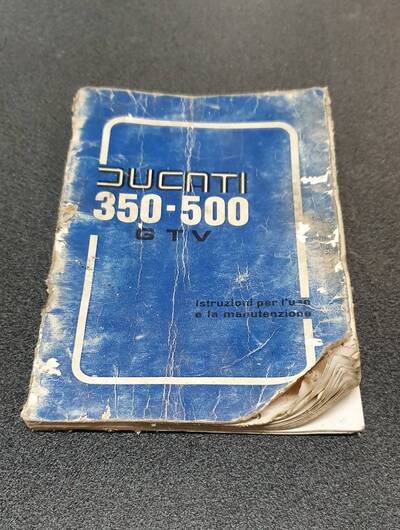 DUCATI
350-500
GTV
Istruzioni per l'uso
e la manutenzione